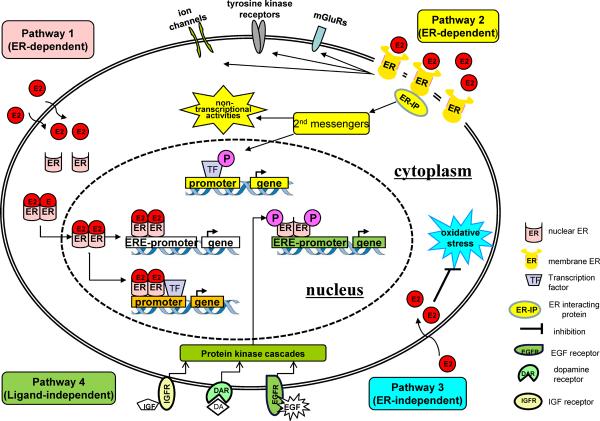 Pathway 1
(ER-dependent)
ion
channels
tyrosine kinase
receptors
mGluRs
Pathway 2
(ER-dependent)
E2
E2
E2
E2
ER
ER
ER
ER-IP
E2
E2
E2
E2
ER
ER
non-
transcriptional
activities
2nd messengers
cytoplasm
P
TF
promoter
gene
E2
E
ER
ER
E2
E2
ER
ER
E2
E2
ER
ER
ERE-promoter
gene
P
P
ER
ER
ERE-promoter
gene
E2
E2
ER
ER
TF
promoter
gene
nucleus
oxidative
stress
E2
E2
E2
Protein kinase cascades
Pathway 4
(Ligand-independent)
IGF
IGFR
DAR
DA
EGFR
EGF
Pathway 3
(ER-independent)
ER
nuclear ER
ER
membrane ER
TF
Transcription
factor
ER-IP
ER interacting
protein
inhibition
EGFR
EGF receptor
DAR
dopamine
receptor
IGFR
IGF receptor